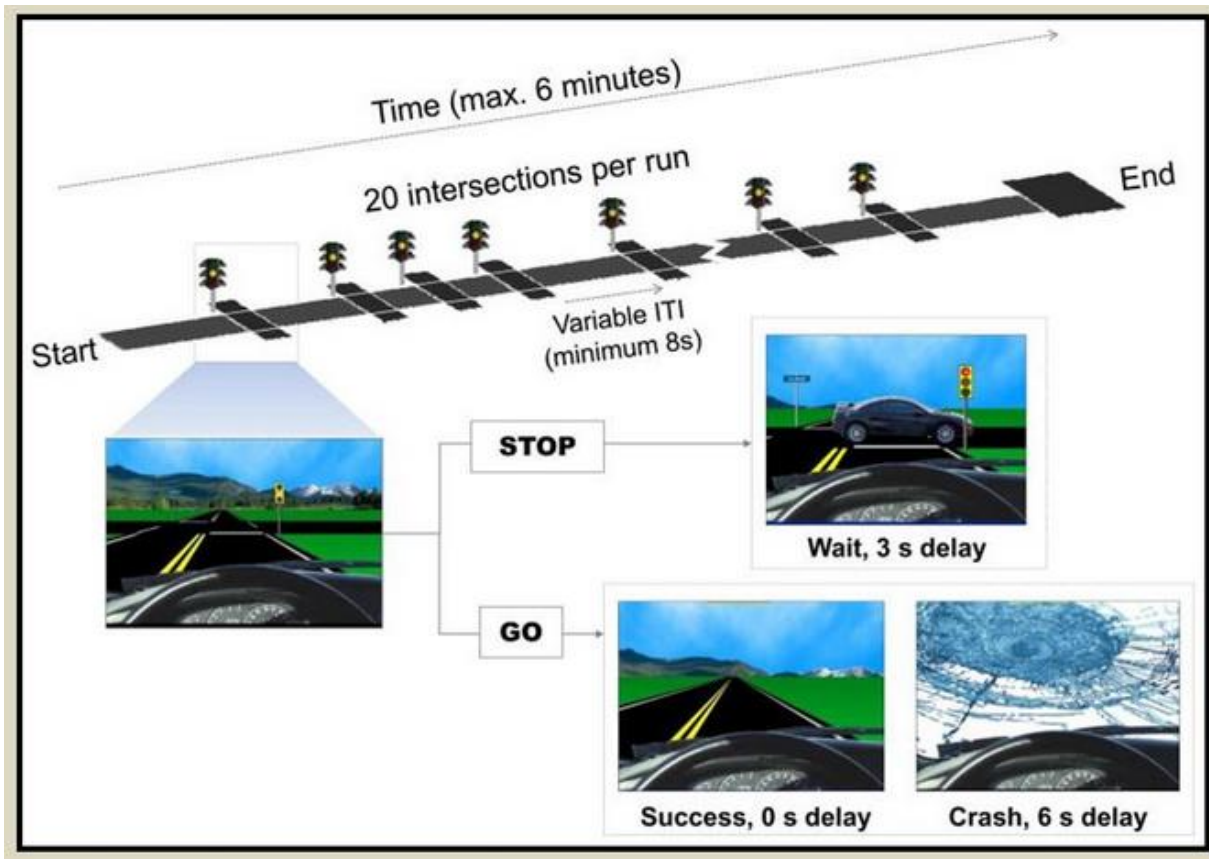 Time (max. 6 minutes)
20 intersections per run
End
Start
Variable ITI
(minimum 8s)
STOP
Wait, 3 s delay
GO
Success, 0 s delay
Crash, 6 s delay